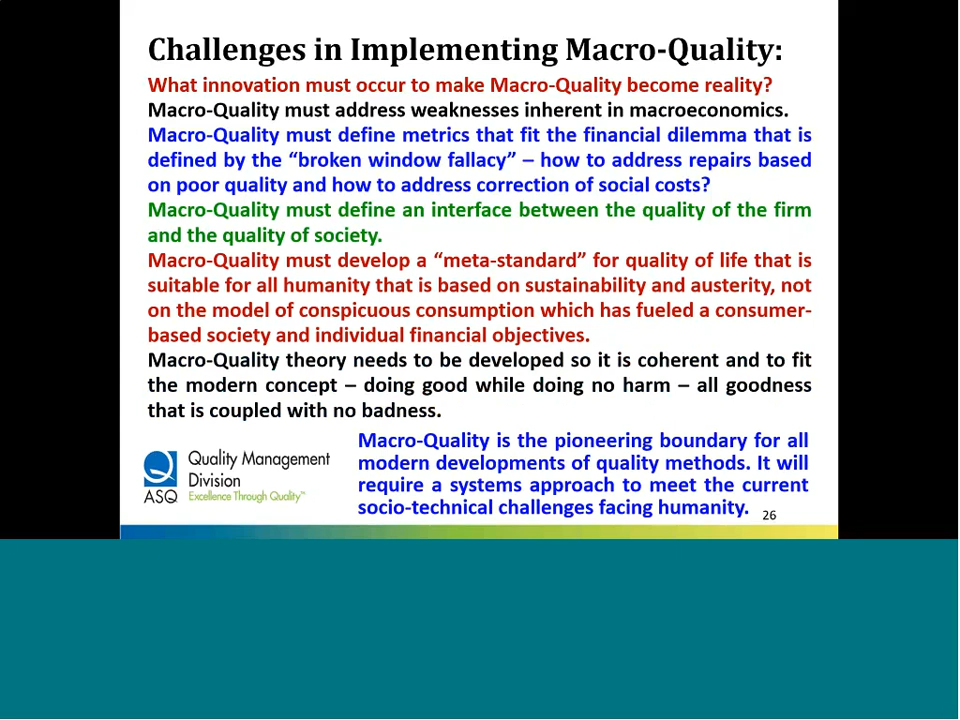 Challenges in Implementing Macro-Quality:
What innovation must occur to make Macro-Quality become reality?
Macro-Quality must address weaknesses inherent in macroeconomics.
Macro-Quality must define metrics that fit the financial dilemma that is
defined by the “broken window fallacy” – how to address repairs based
on poor quality and how to address correction of social costs?
Macro-Quality must define an interface between the quality of the firm
and the quality of society.
Macro-Quality must develop a “meta-standard” for quality of life that is
suitable for all humanity that is based on sustainability and austerity, not
on the model of conspicuous consumption which has fueled a consumer-
based society and individual financial objectives.
Macro-Quality theory needs to be developed so it is coherent and to fit
the modern concept – doing good while doing no harm – all goodness
that is coupled with no badness.
Macro-Quality is the pioneering boundary for all
modern developments of quality methods. It will
require a systems approach to meet the current
socio-technical challenges facing humanity.
ASQ
Quality Management
Division
Excellence Through Quality™
26